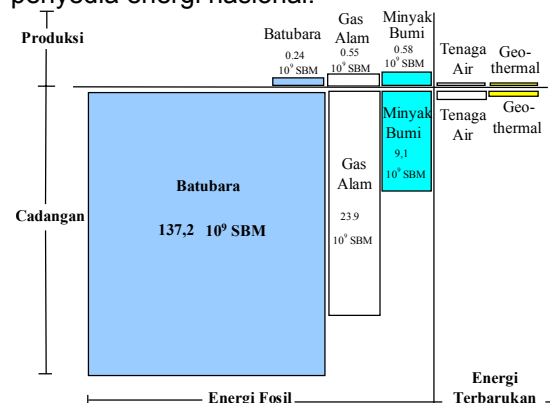 penyedia energi nasional.
Produksi
Batubara
0.24
10⁹ SBM
Gas
Alam
0.55
10⁹ SBM
Minyak
Bumi
0.58
10⁹ SBM
Tenaga
Air
Geo-
thermal
Cadangan
Batubara
137,2 10⁹ SBM
Gas
Alam
23.9
10⁹ SBM
Minyak
Bumi
9,1
10⁹ SBM
Tenaga
Air
Geo-
thermal
Energi Fosil
Energi
Terbarukan